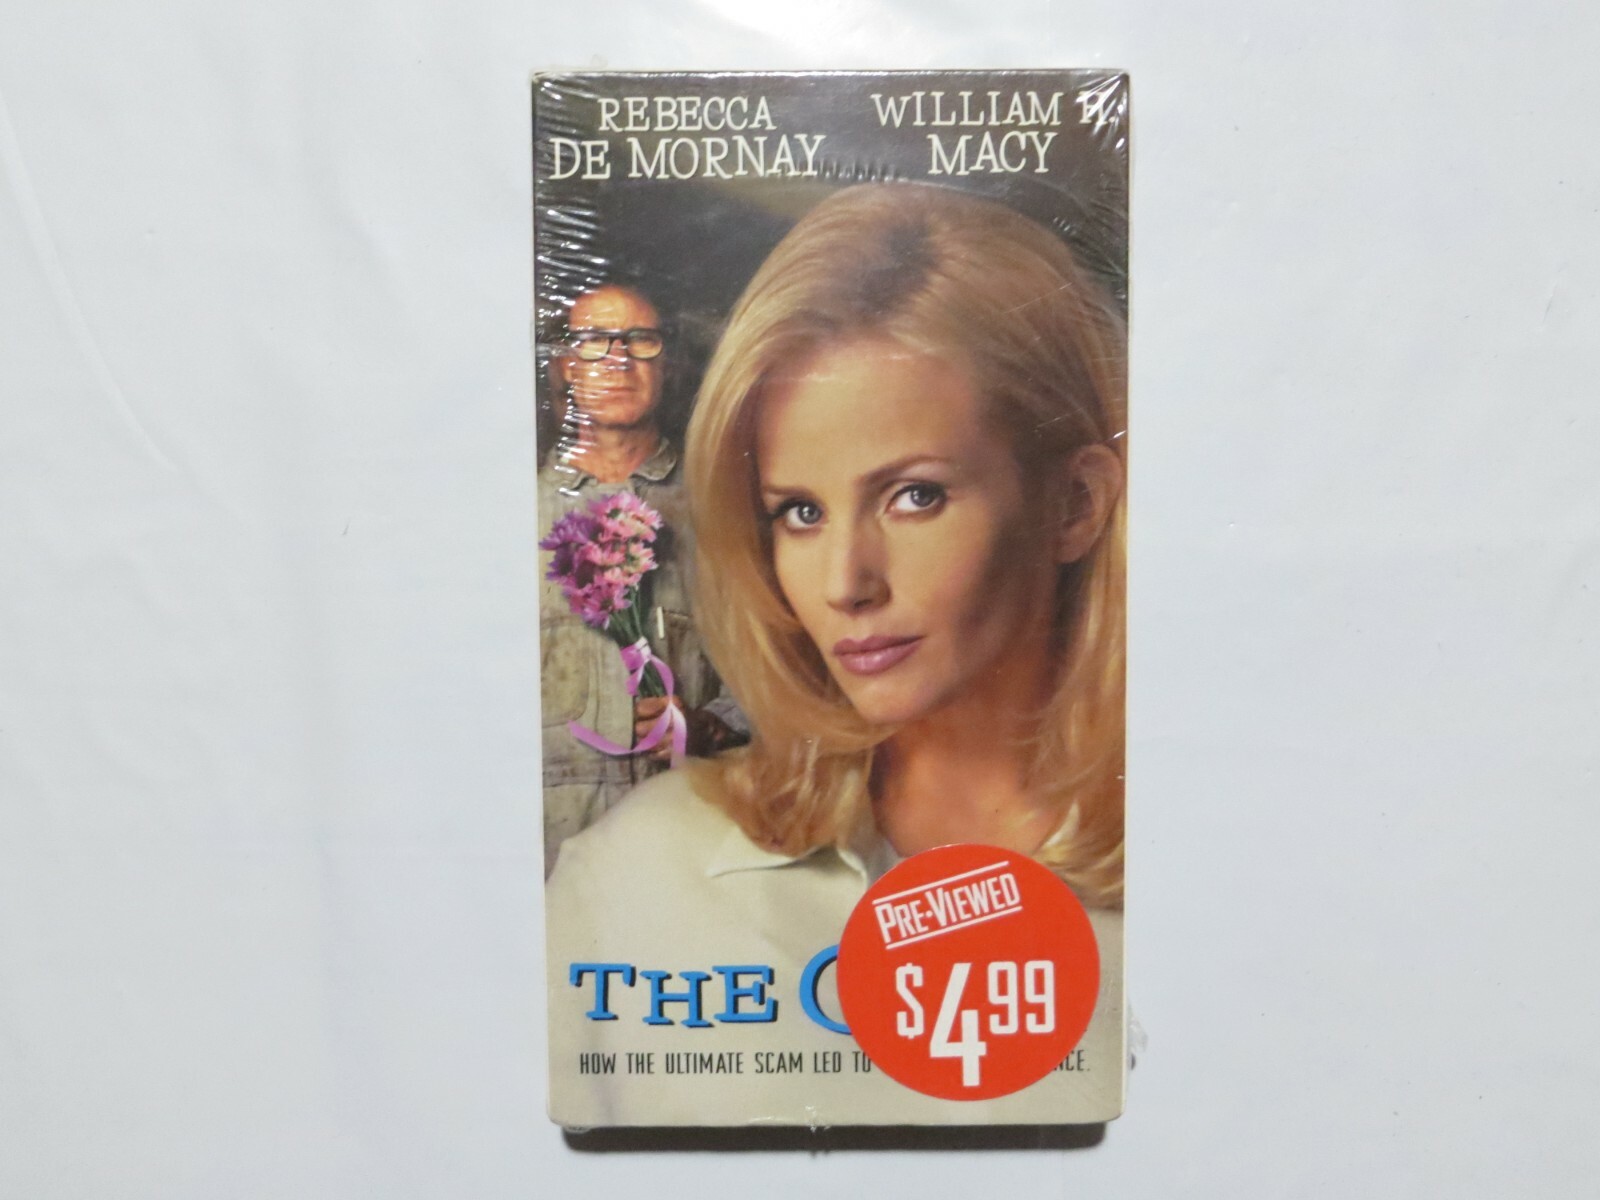 REBECCA
DE MORNAY
WILLIAM H.
MACY
THE
HOW THE ULTIMATE SCAM LED TO
PRE-VIEWED
$4.99